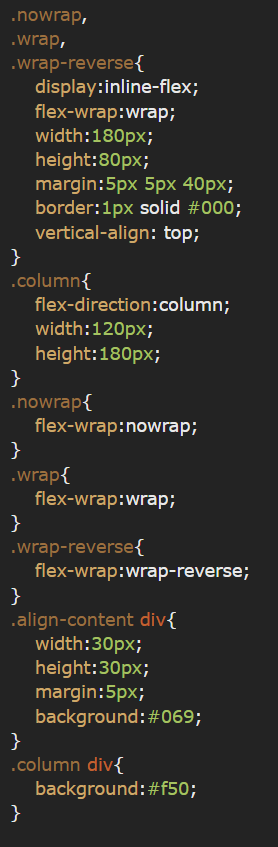 .nowrap,
.wrap,
.wrap-reverse{
    display:inline-flex;
    flex-wrap:wrap;
    width:180px;
    height:80px;
    margin:5px 5px 40px;
    border:1px solid #000;
    vertical-align: top;
}
.column{
    flex-direction:column;
    width:120px;
    height:180px;
}
.nowrap{
    flex-wrap:nowrap;
}
.wrap{
    flex-wrap:wrap;
}
.wrap-reverse{
    flex-wrap:wrap-reverse;
}
.align-content div{
    width:30px;
    height:30px;
    margin:5px;
    background:#069;
}
.column div{
    background:#f50;
}